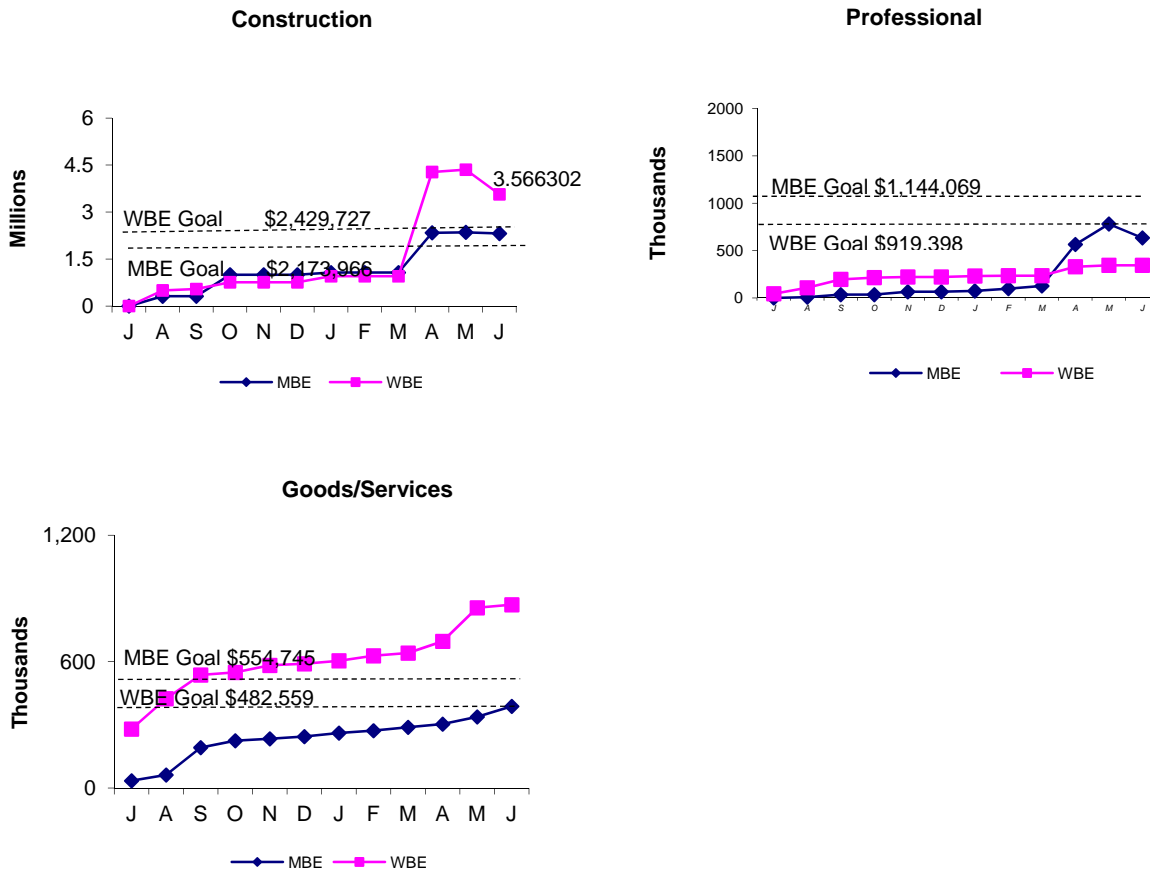 Construction
Millions
6
4.5
3
1.5
0
3.566302
WBE Goal $2,429,727
MBE Goal $2,173,966
J A S O N D J F M A M J
MBE WBE
Professional
Thousands
2000
1500
1000
500
0
MBE Goal $1,144,069
WBE Goal $919.398
J A S O N D J F M A M J
MBE WBE
Goods/Services
Thousands
1,200
600
0
MBE Goal $554,745
WBE Goal $482,559
J A S O N D J F M A M J
MBE WBE